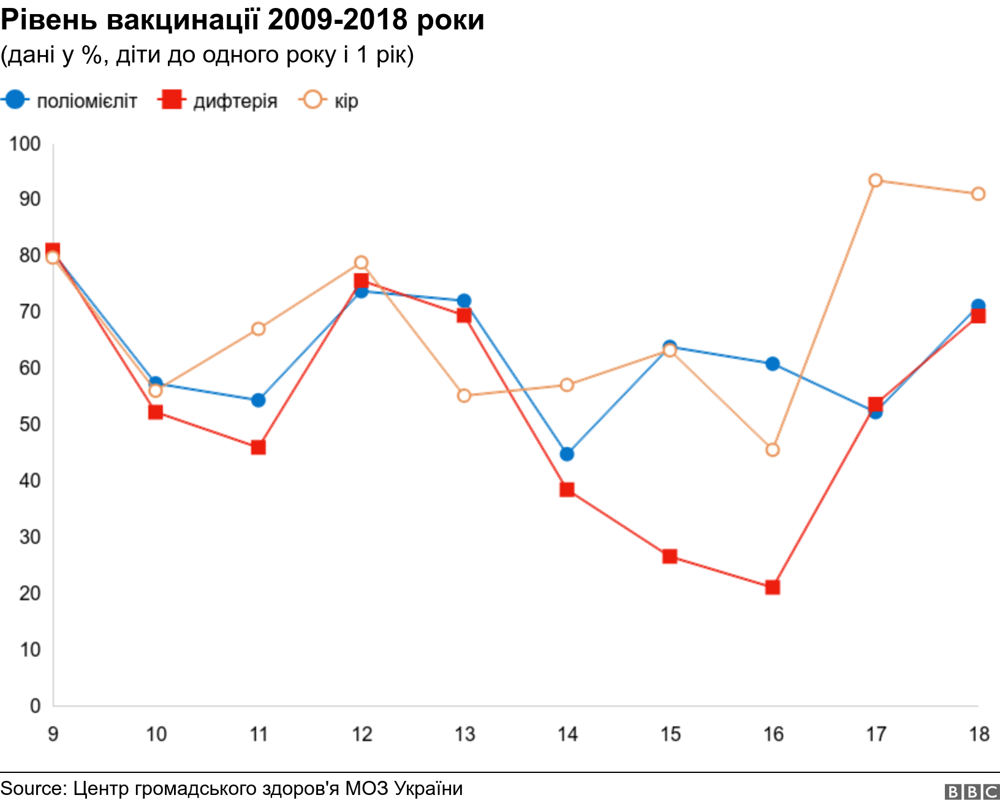 Рівень вакцинації 2009-2018 роки
(дані у %, діти до одного року і 1 рік)
поліомієліт дифтерія кір
100
90
80
70
60
50
40
30
20
10
0
9 10 11 12 13 14 15 16 17 18
Source: Центр громадського здоров'я МОЗ України
BBC